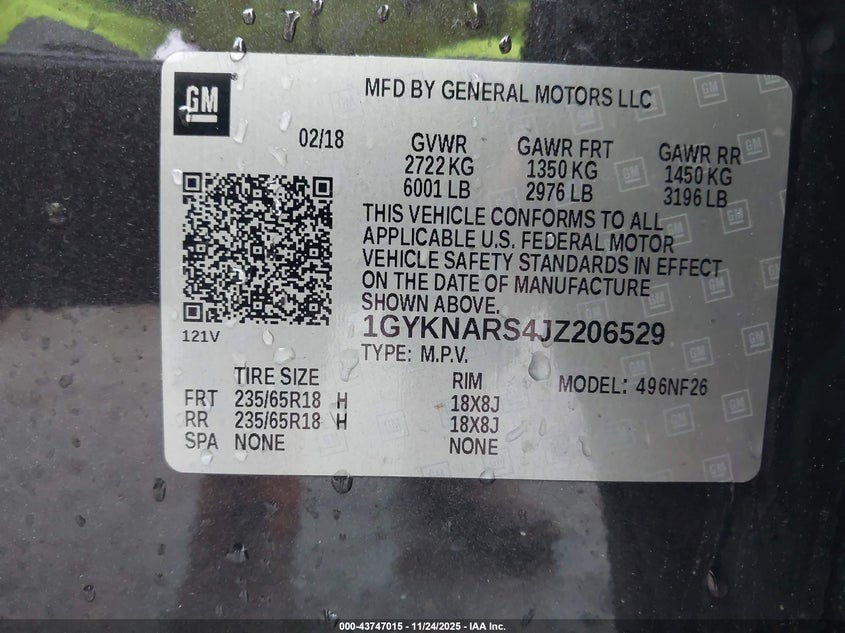 GM
MFD BY GENERAL MOTORS LLC
02/18
GVWR GAWR FRT GAWR RR
2722 KG 1350 KG 1450 KG
6001 LB 2976 LB 3196 LB
THIS VEHICLE CONFORMS TO ALL
APPLICABLE U.S. FEDERAL MOTOR
VEHICLE SAFETY STANDARDS IN EFFECT
ON THE DATE OF MANUFACTURE
SHOWN ABOVE.
121V
1GYKNARS4JZ206529
TYPE: M.P.V.
TIRE SIZE RIM MODEL: 496NF26
FRT 235/65R18 H 18X8J
RR 235/65R18 H 18X8J
SPA NONE NONE
000-43747015 - 11/24/2025 - IAA Inc.